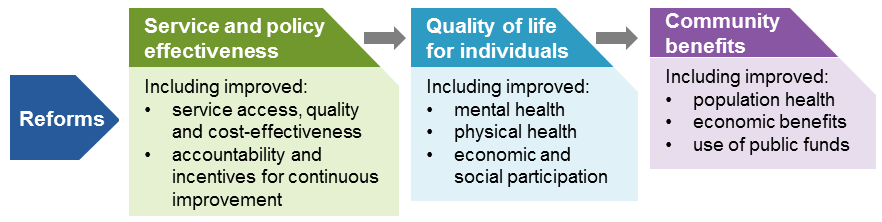 Reforms
Service and policy
effectiveness
Including improved:
• service access, quality
and cost-effectiveness
• accountability and
incentives for continuous
improvement
Quality of life
for individuals
Including improved:
• mental health
• physical health
• economic and
social participation
Community
benefits
Including improved:
• population health
• economic benefits
• use of public funds